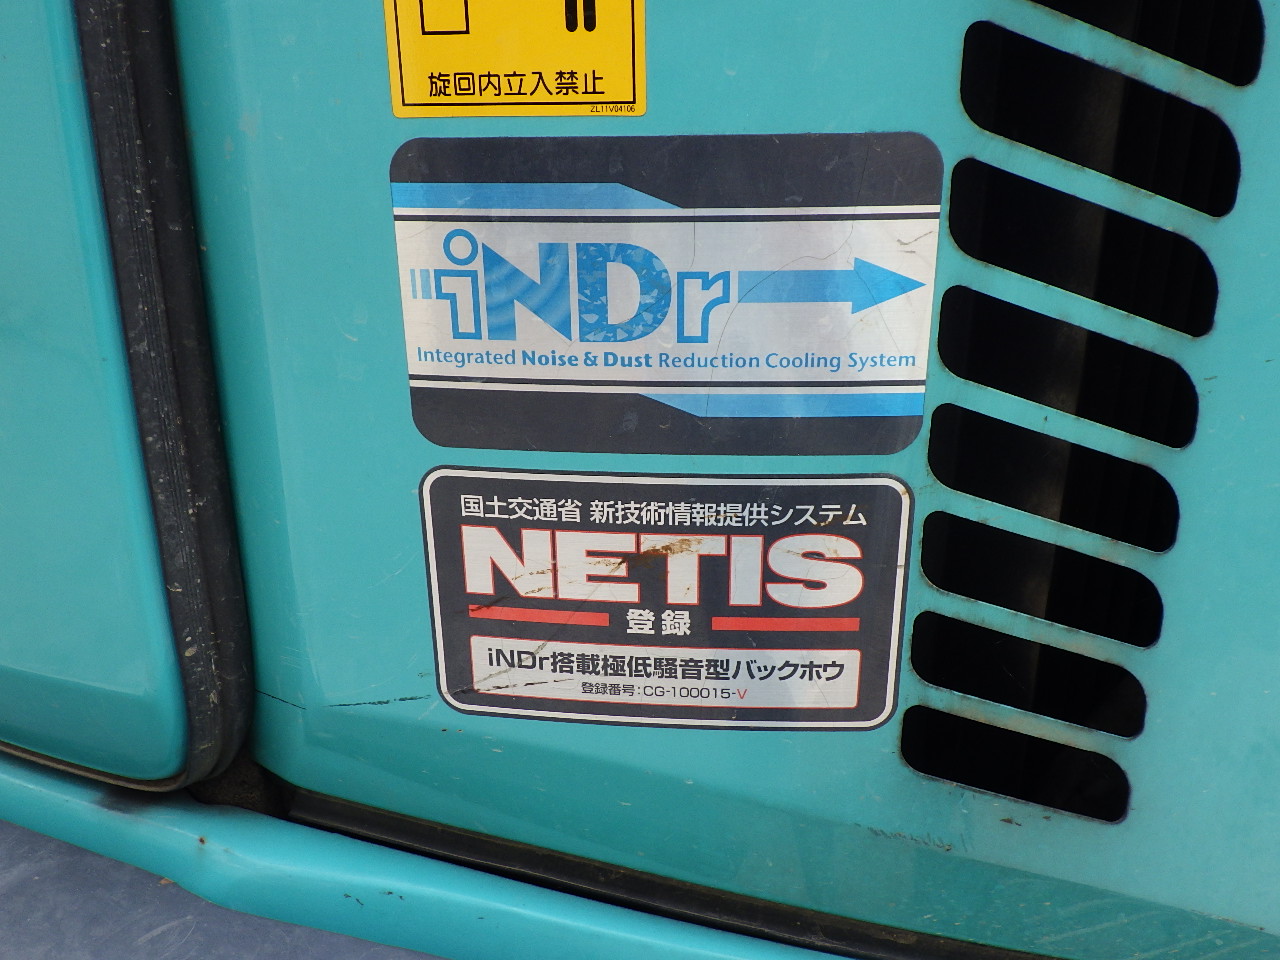 旋回内立入禁止
ZL11V04106
iNDr
Integrated Noise & Dust Reduction Cooling System
国土交通省 新技術情報提供システム
NETIS
登録
iNDr搭載極低騒音型バックホウ
登録番号:CG-100015-V